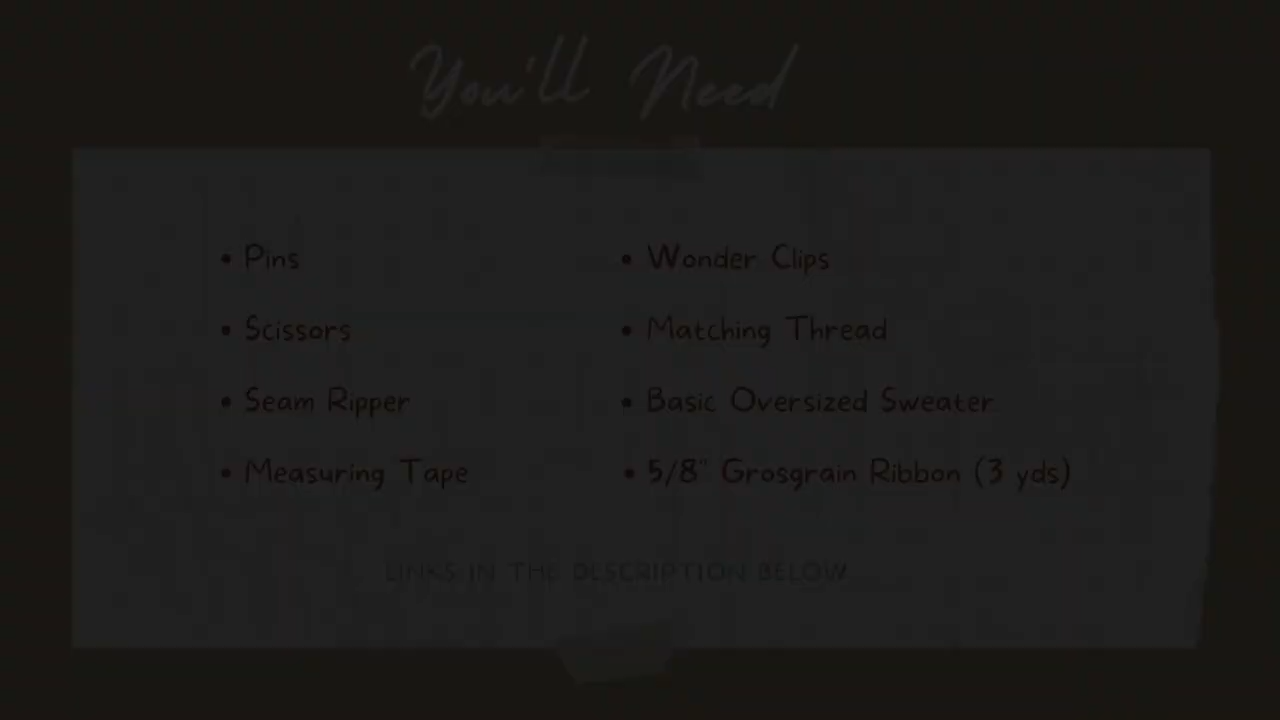 You'll Need
• Pins
• Scissors
• Seam Ripper
• Measuring Tape
• Wonder Clips
• Matching Thread
• Basic Oversized Sweater
• 5/8" Grosgrain Ribbon (3 yds)
LINKS IN THE DESCRIPTION BELOW